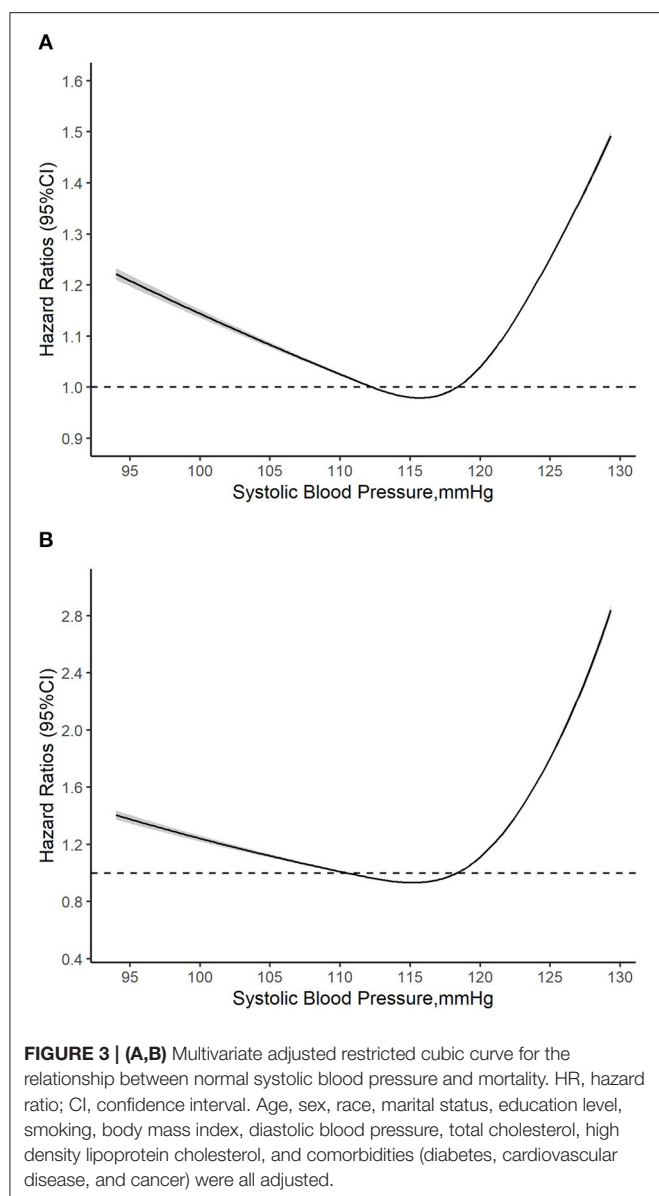 A
1.6
1.5
1.4
1.3
1.2
1.1
1.0
0.9
Hazard Ratios (95%CI)
95 100 105 110 115 120 125 130
Systolic Blood Pressure,mmHg
B
2.8
2.4
2.0
1.6
1.2
0.8
0.4
Hazard Ratios (95%CI)
95 100 105 110 115 120 125 130
Systolic Blood Pressure,mmHg
FIGURE 3 | (A,B) Multivariate adjusted restricted cubic curve for the
relationship between normal systolic blood pressure and mortality. HR, hazard
ratio; CI, confidence interval. Age, sex, race, marital status, education level,
smoking, body mass index, diastolic blood pressure, total cholesterol, high
density lipoprotein cholesterol, and comorbidities (diabetes, cardiovascular
disease, and cancer) were all adjusted.